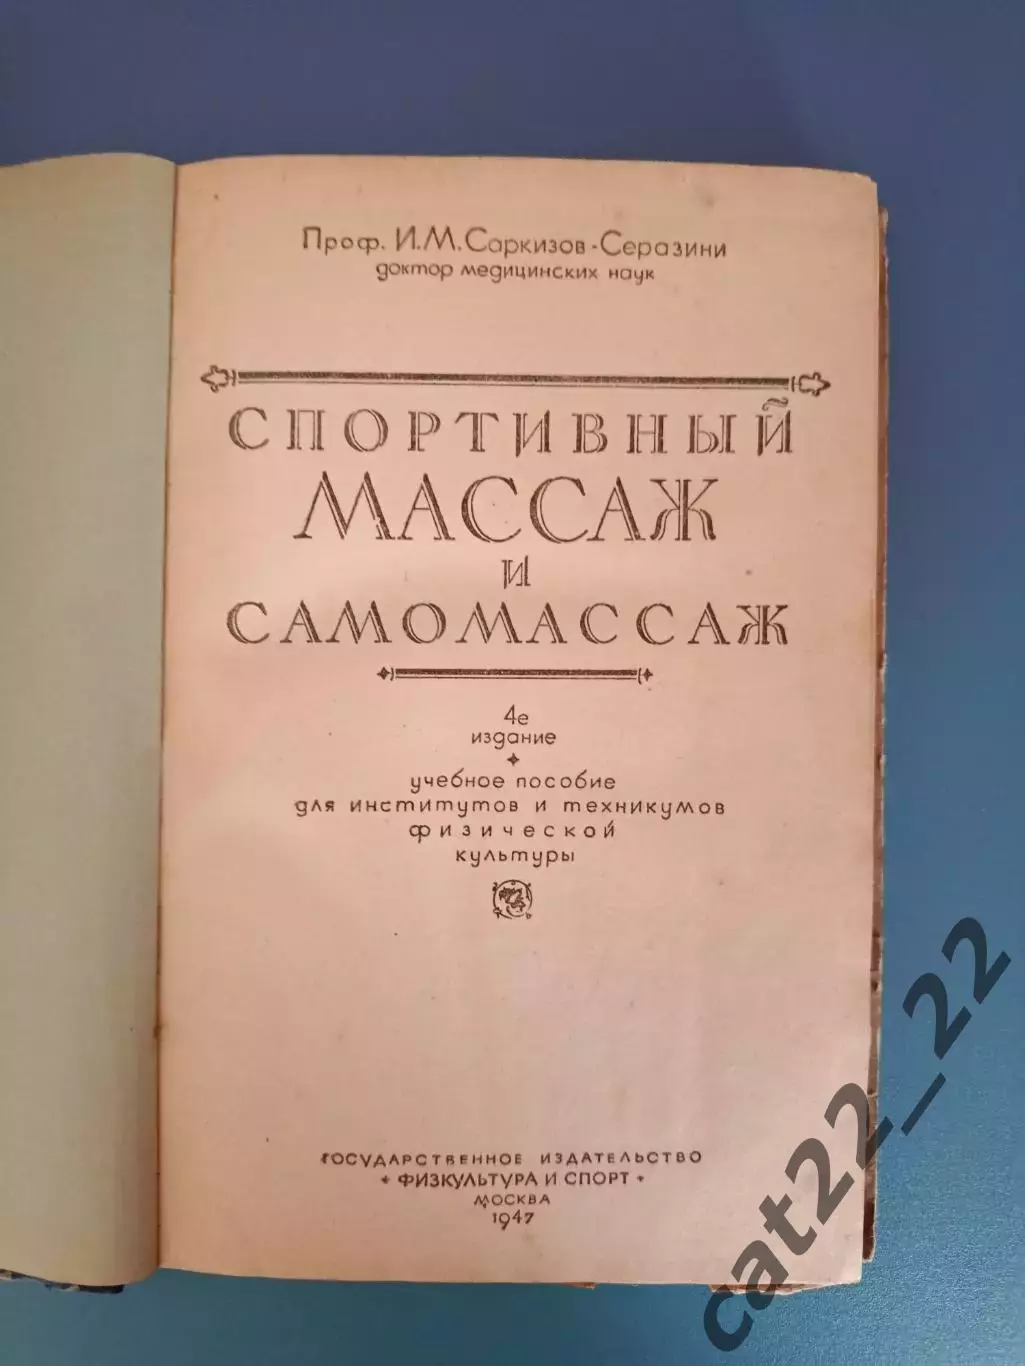 Проф. И.М. Саркизов-Серазини
доктор медицинских наук
СПОРТИВНЫЙ
МАССАЖ
И
САМОМАССАЖ
4е
издание
учебное пособие
для институтов и техникумов
физической
культуры
ГОСУДАРСТВЕННОЕ ИЗДАТЕЛЬСТВО
• ФИЗКУЛЬТУРА И СПОРТ •
МОСКВА
1947
cat22_22